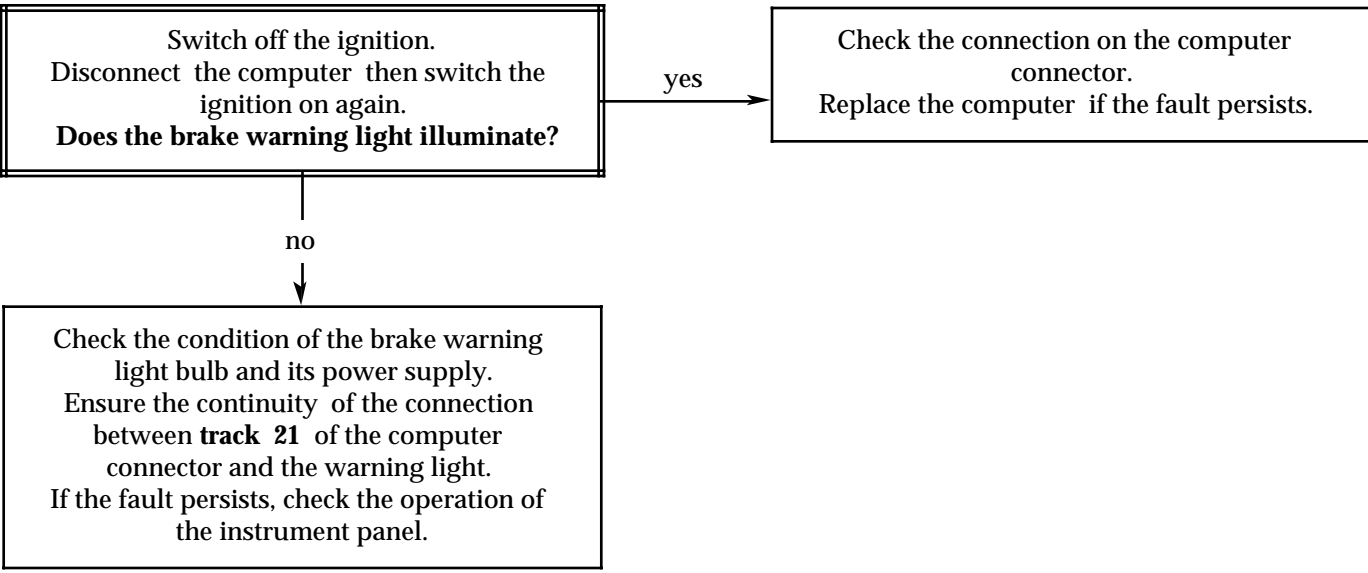 Switch off the ignition.
Disconnect the computer then switch the
ignition on again.
Does the brake warning light illuminate?
yes
Check the connection on the computer
connector.
Replace the computer if the fault persists.
no
Check the condition of the brake warning
light bulb and its power supply.
Ensure the continuity of the connection
between track 21 of the computer
connector and the warning light.
If the fault persists, check the operation of
the instrument panel.